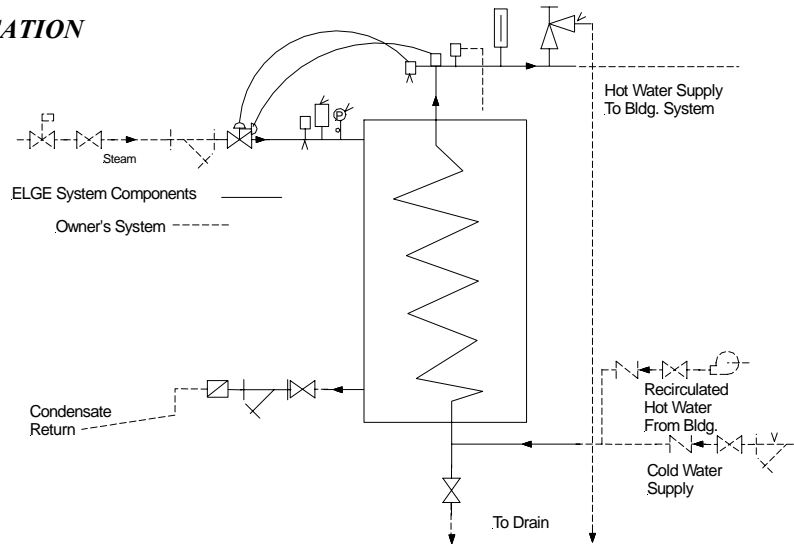 CATION
Hot Water Supply
To Bldg. System
P
Steam
ELGE System Components
Owner's System
Recirculated
Hot Water
From Bldg.
Condensate
Return
Cold Water
Supply
To Drain